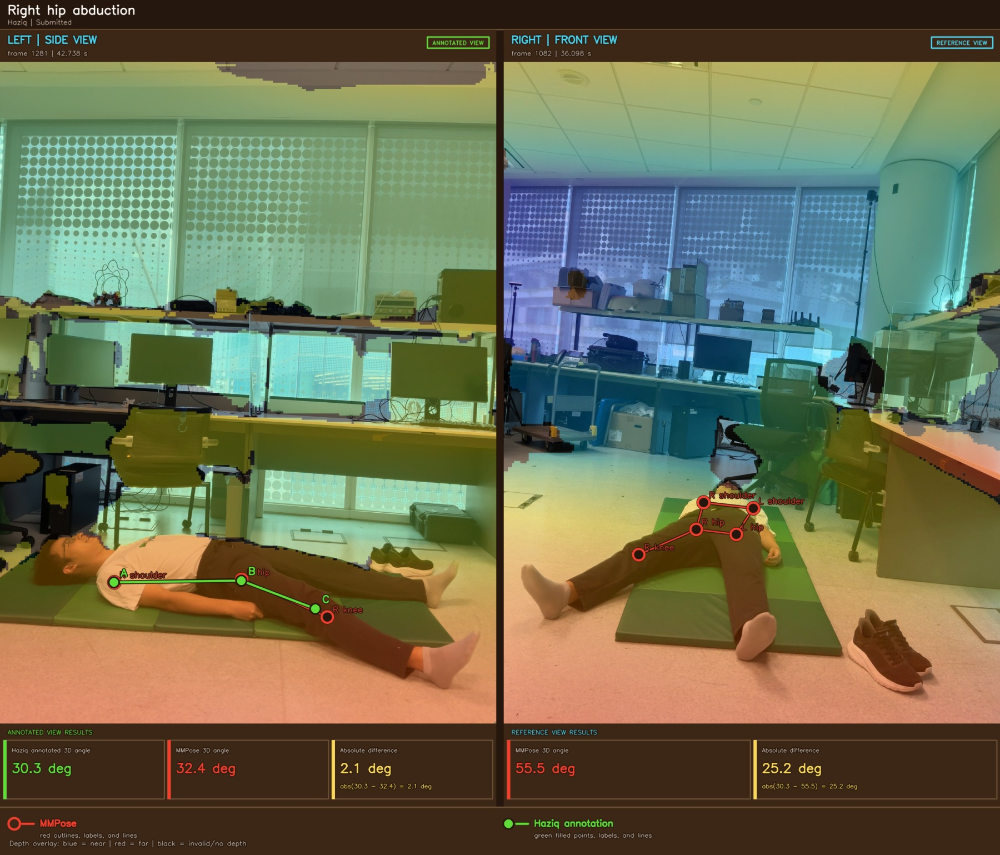 Right hip abduction
Haziq | Submitted
LEFT | SIDE VIEW
frame 1281 | 42.738 s
ANNOTATED VIEW
RIGHT | FRONT VIEW
frame 1082 | 36.098 s
REFERENCE VIEW
A shoulder
B hip
C
R knee
R shoulder
L shoulder
R hip
L hip
R knee
ANNOTATED VIEW RESULTS
Haziq annotated 3D angle
30.3 deg
MMPose 3D angle
32.4 deg
Absolute difference
2.1 deg
abs(30.3 - 32.4) = 2.1 deg
REFERENCE VIEW RESULTS
MMPose 3D angle
55.5 deg
Absolute difference
25.2 deg
abs(30.3 - 55.5) = 25.2 deg
MMPose
red outlines, labels, and lines
Depth overlay: blue = near | red = far | black = invalid/no depth
Haziq annotation
green filled points, labels, and lines